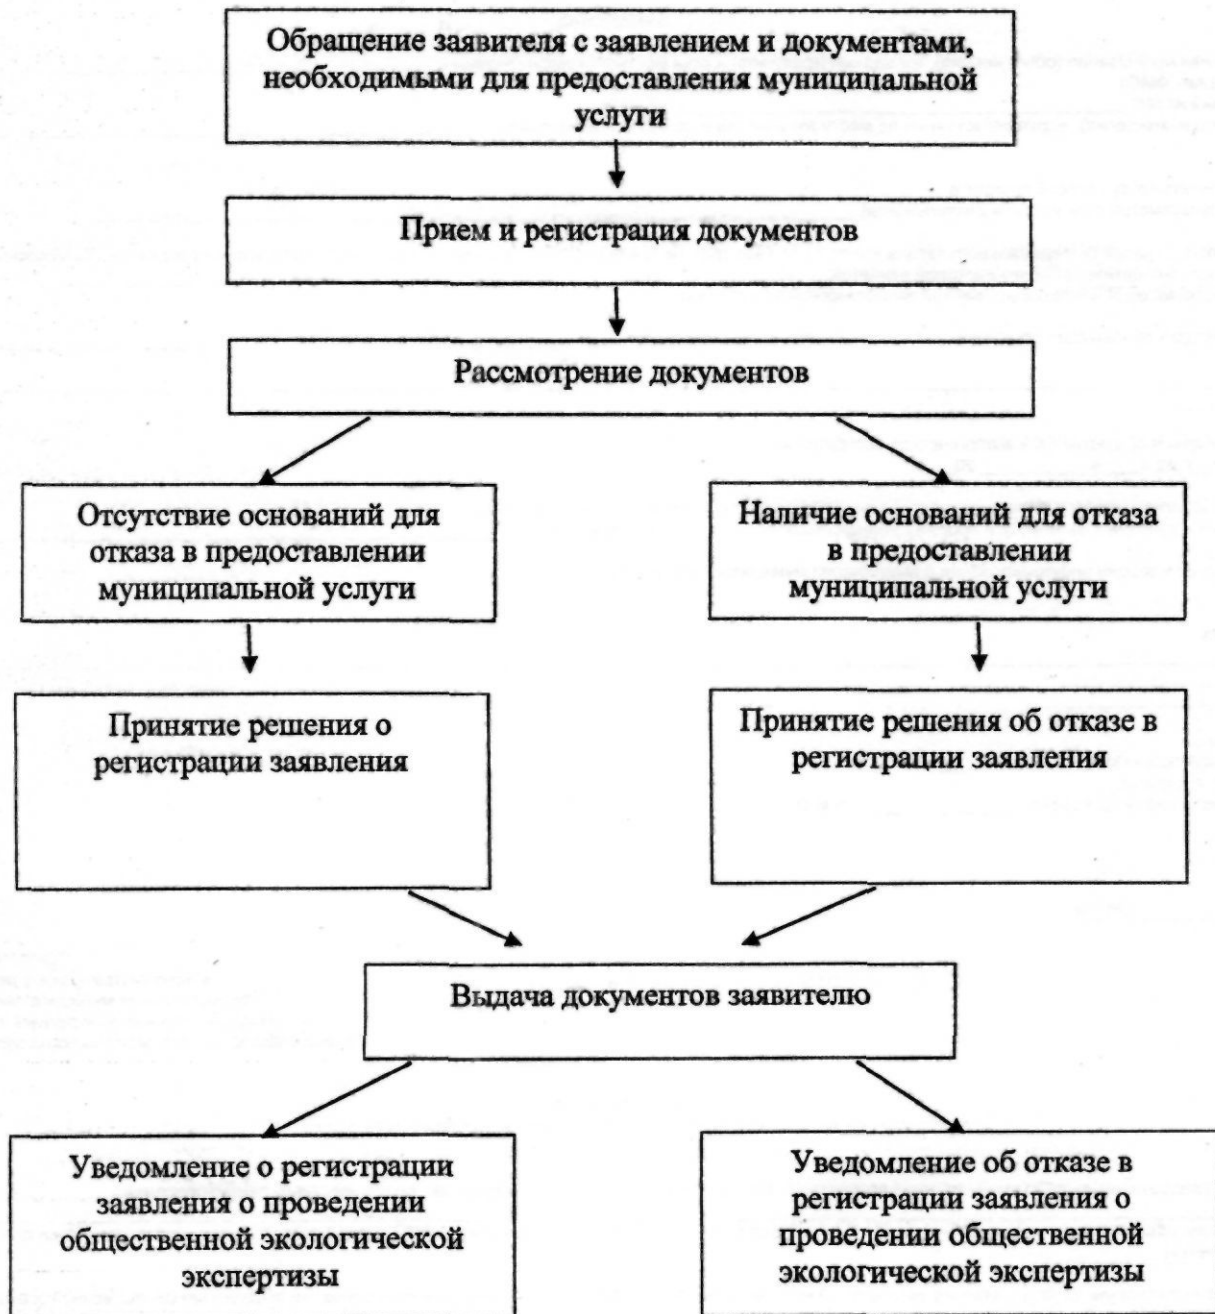 Обращение заявителя с заявлением и документами,
необходимыми для предоставления муниципальной
услуги
Прием и регистрация документов
Рассмотрение документов
Отсутствие оснований для
отказа в предоставлении
муниципальной услуги
Наличие оснований для отказа
в предоставлении
муниципальной услуги
Принятие решения о
регистрации заявления
Принятие решения об отказе в
регистрации заявления
Выдача документов заявителю
Уведомление о регистрации
заявления о проведении
общественной экологической
экспертизы
Уведомление об отказе в
регистрации заявления о
проведении общественной
экологической экспертизы